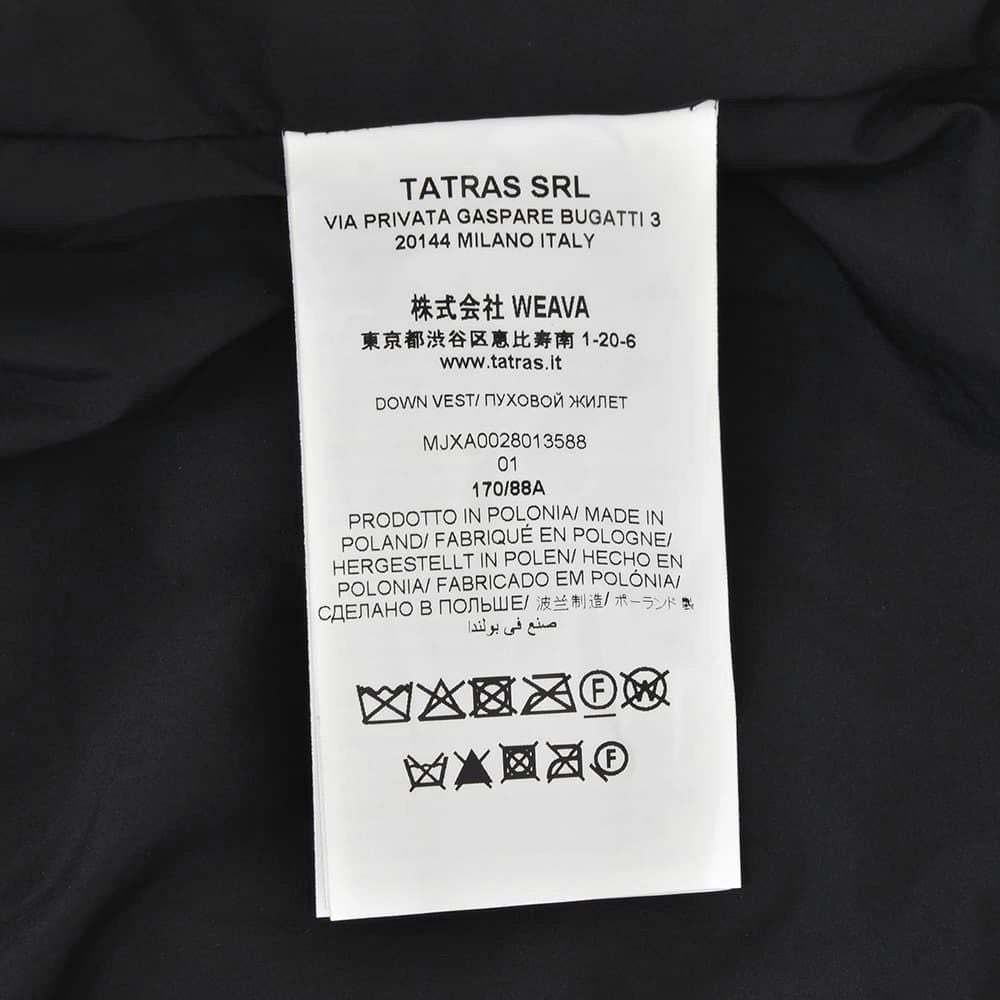 TATRAS SRL
VIA PRIVATA GASPARE BUGATTI 3
20144 MILANO ITALY
株式会社 WEAVA
東京都渋谷区恵比寿南 1-20-6
www.tatras.it
DOWN VEST/ ПУХОВОЙ ЖИЛЕТ
MJXA0028013588
01
170/88A
PRODOTTO IN POLONIA/ MADE IN
POLAND/ FABRIQUÉ EN POLOGNE/
HERGESTELLT IN POLEN/ HECHO EN
POLONIA/ FABRICADO EM POLÓNIA/
СДЕЛАНО В ПОЛЬШЕ/ 波兰制造/ ポーランド 製
صنع في بولندا
F W
F